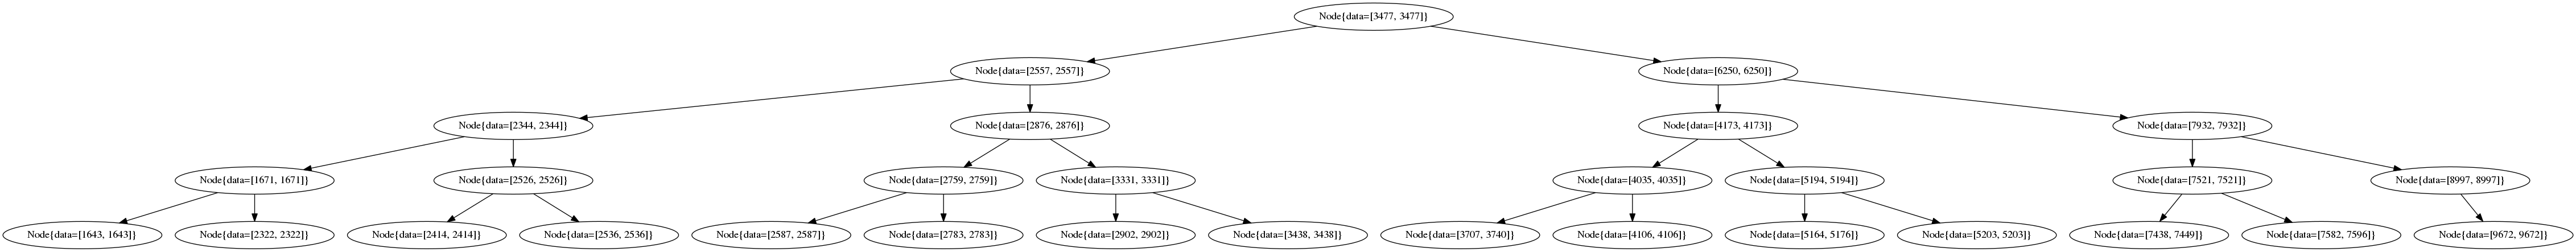 Node{data=[3477, 3477]}
Node{data=[2557, 2557]}
Node{data=[6250, 6250]}
Node{data=[2344, 2344]}
Node{data=[2876, 2876]}
Node{data=[4173, 4173]}
Node{data=[7932, 7932]}
Node{data=[1671, 1671]}
Node{data=[2526, 2526]}
Node{data=[2759, 2759]}
Node{data=[3331, 3331]}
Node{data=[4035, 4035]}
Node{data=[5194, 5194]}
Node{data=[7521, 7521]}
Node{data=[8997, 8997]}
Node{data=[1643, 1643]}
Node{data=[2322, 2322]}
Node{data=[2414, 2414]}
Node{data=[2536, 2536]}
Node{data=[2587, 2587]}
Node{data=[2783, 2783]}
Node{data=[2902, 2902]}
Node{data=[3438, 3438]}
Node{data=[3707, 3740]}
Node{data=[4106, 4106]}
Node{data=[5164, 5176]}
Node{data=[5203, 5203]}
Node{data=[7438, 7449]}
Node{data=[7582, 7596]}
Node{data=[9672, 9672]}